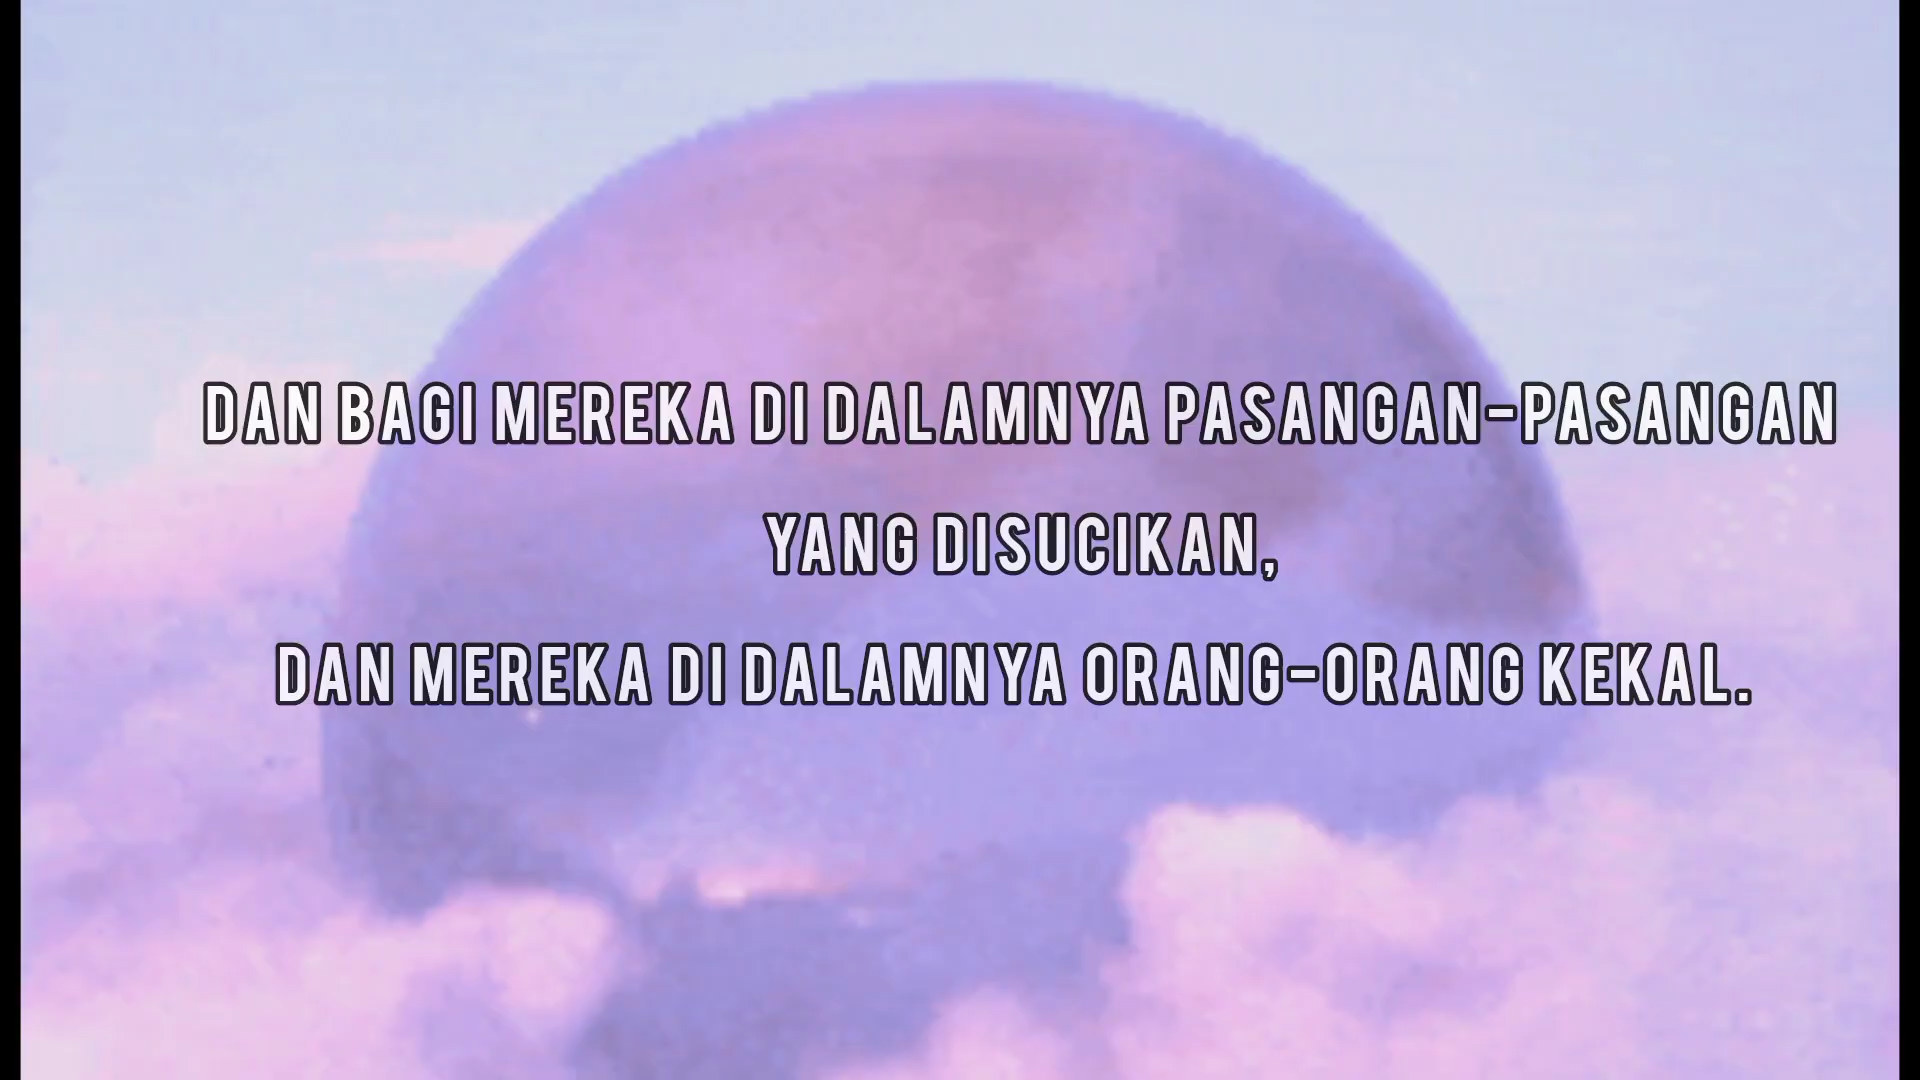 DAN BAGI MEREKA DI DALAMNYA PASANGAN-PASANGAN
YANG DISUCIKAN,
DAN MEREKA DI DALAMNYA ORANG-ORANG KEKAL.